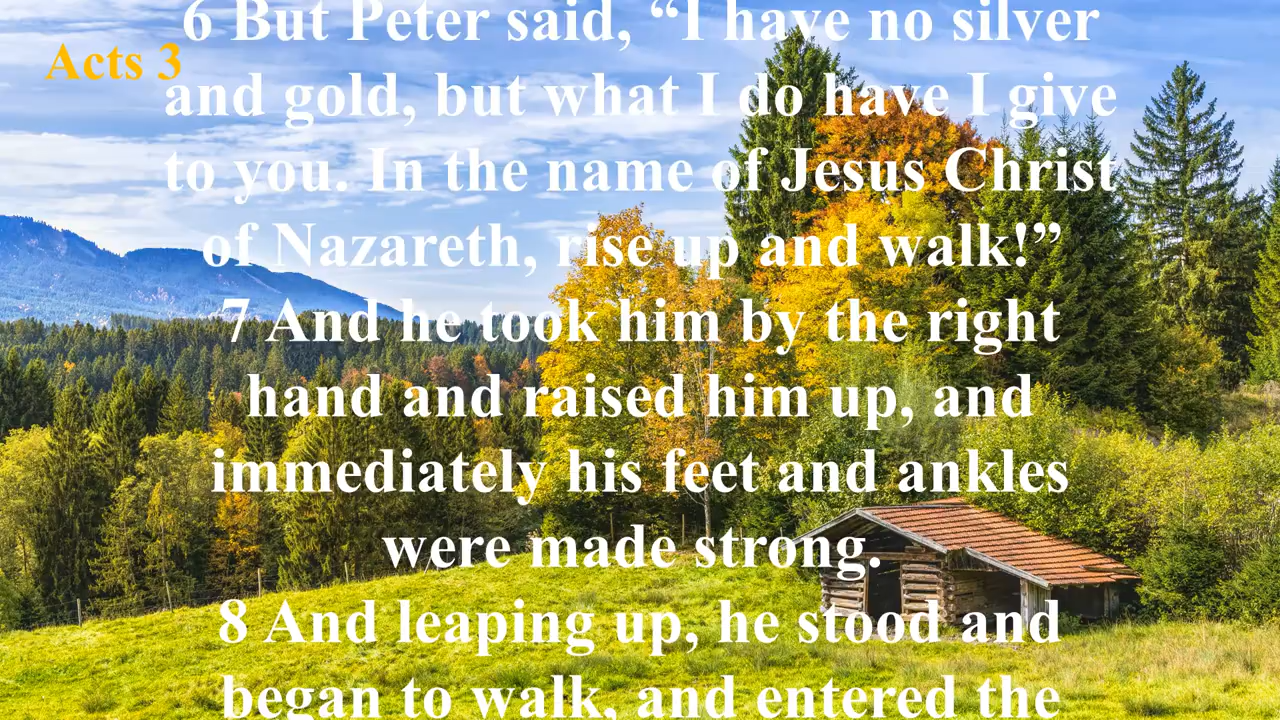 6 But Peter said, “I have no silver
Acts 3
and gold, but what I do have I give
to you. In the name of Jesus Christ
of Nazareth, rise up and walk!”
7 And he took him by the right
hand and raised him up, and
immediately his feet and ankles
were made strong.
8 And leaping up, he stood and
began to walk, and entered the